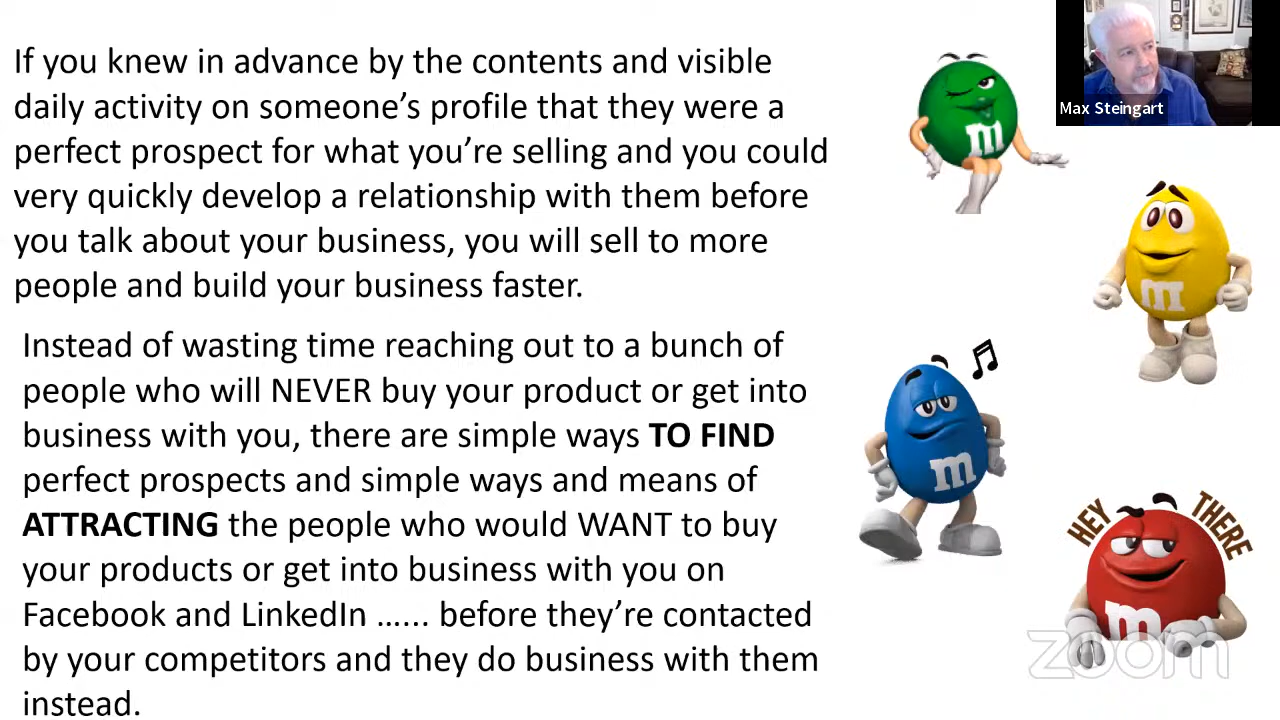 If you knew in advance by the contents and visible
daily activity on someone’s profile that they were a
perfect prospect for what you’re selling and you could
very quickly develop a relationship with them before
you talk about your business, you will sell to more
people and build your business faster.
Instead of wasting time reaching out to a bunch of
people who will NEVER buy your product or get into
business with you, there are simple ways TO FIND
perfect prospects and simple ways and means of
ATTRACTING the people who would WANT to buy
your products or get into business with you on
Facebook and LinkedIn …... before they’re contacted
by your competitors and they do business with them
instead.
Max Steingart
m
m
m
HEY THERE
m
zoom